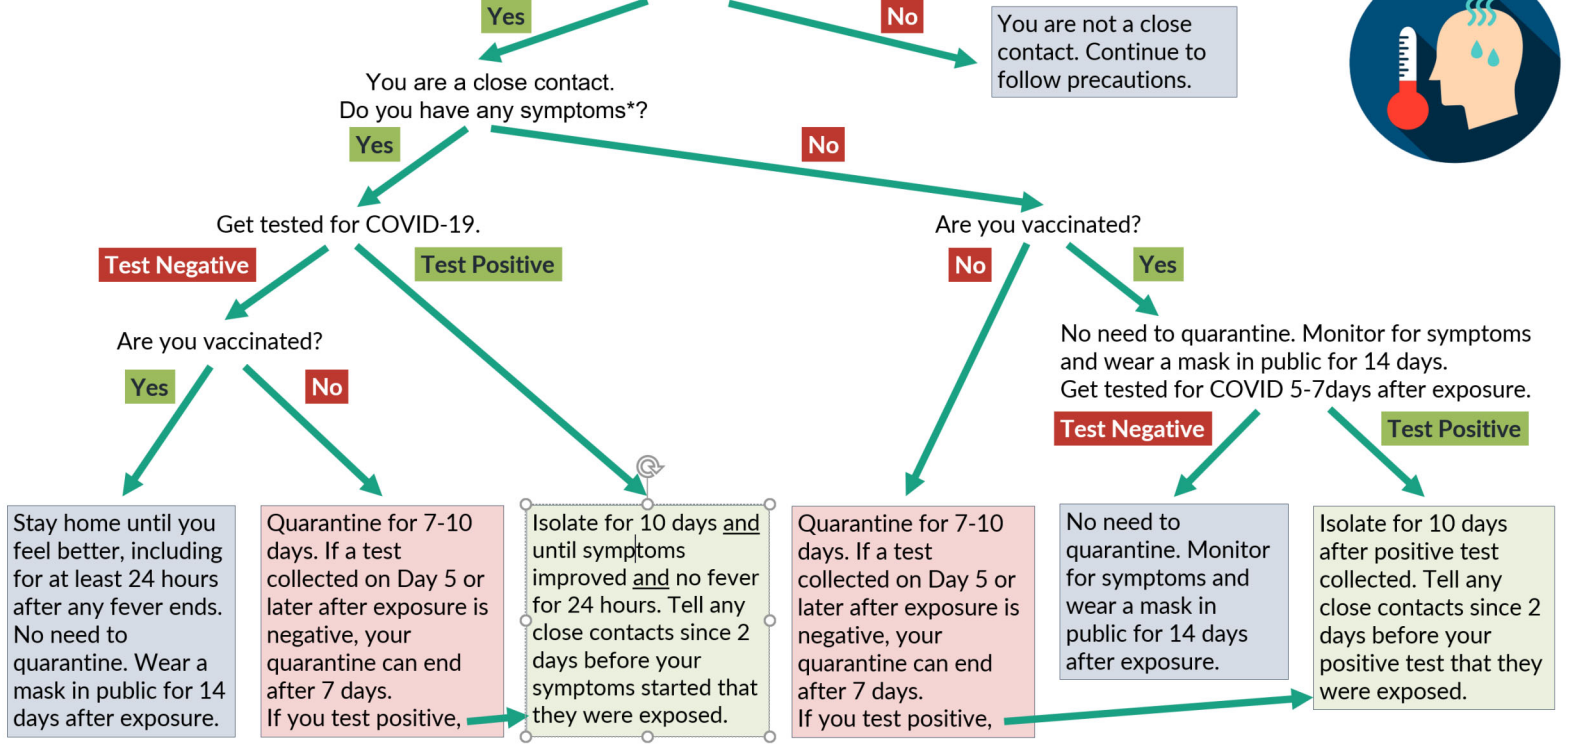 Yes
No
You are not a close
contact. Continue to
follow precautions.
You are a close contact.
Do you have any symptoms*?
Yes
No
Get tested for COVID-19.
Are you vaccinated?
Test Negative
Test Positive
No
Yes
Are you vaccinated?
No need to quarantine. Monitor for symptoms
and wear a mask in public for 14 days.
Get tested for COVID 5-7days after exposure.
Yes
No
Test Negative
Test Positive
Stay home until you
feel better, including
for at least 24 hours
after any fever ends.
No need to
quarantine. Wear a
mask in public for 14
days after exposure.
Quarantine for 7-10
days. If a test
collected on Day 5 or
later after exposure is
negative, your
quarantine can end
after 7 days.
If you test positive,
Isolate for 10 days and
until symptoms
improved and no fever
for 24 hours. Tell any
close contacts since 2
days before your
symptoms started that
they were exposed.
Quarantine for 7-10
days. If a test
collected on Day 5 or
later after exposure is
negative, your
quarantine can end
after 7 days.
If you test positive,
No need to
quarantine. Monitor
for symptoms and
wear a mask in
public for 14 days
after exposure.
Isolate for 10 days
after positive test
collected. Tell any
close contacts since 2
days before your
positive test that they
were exposed.